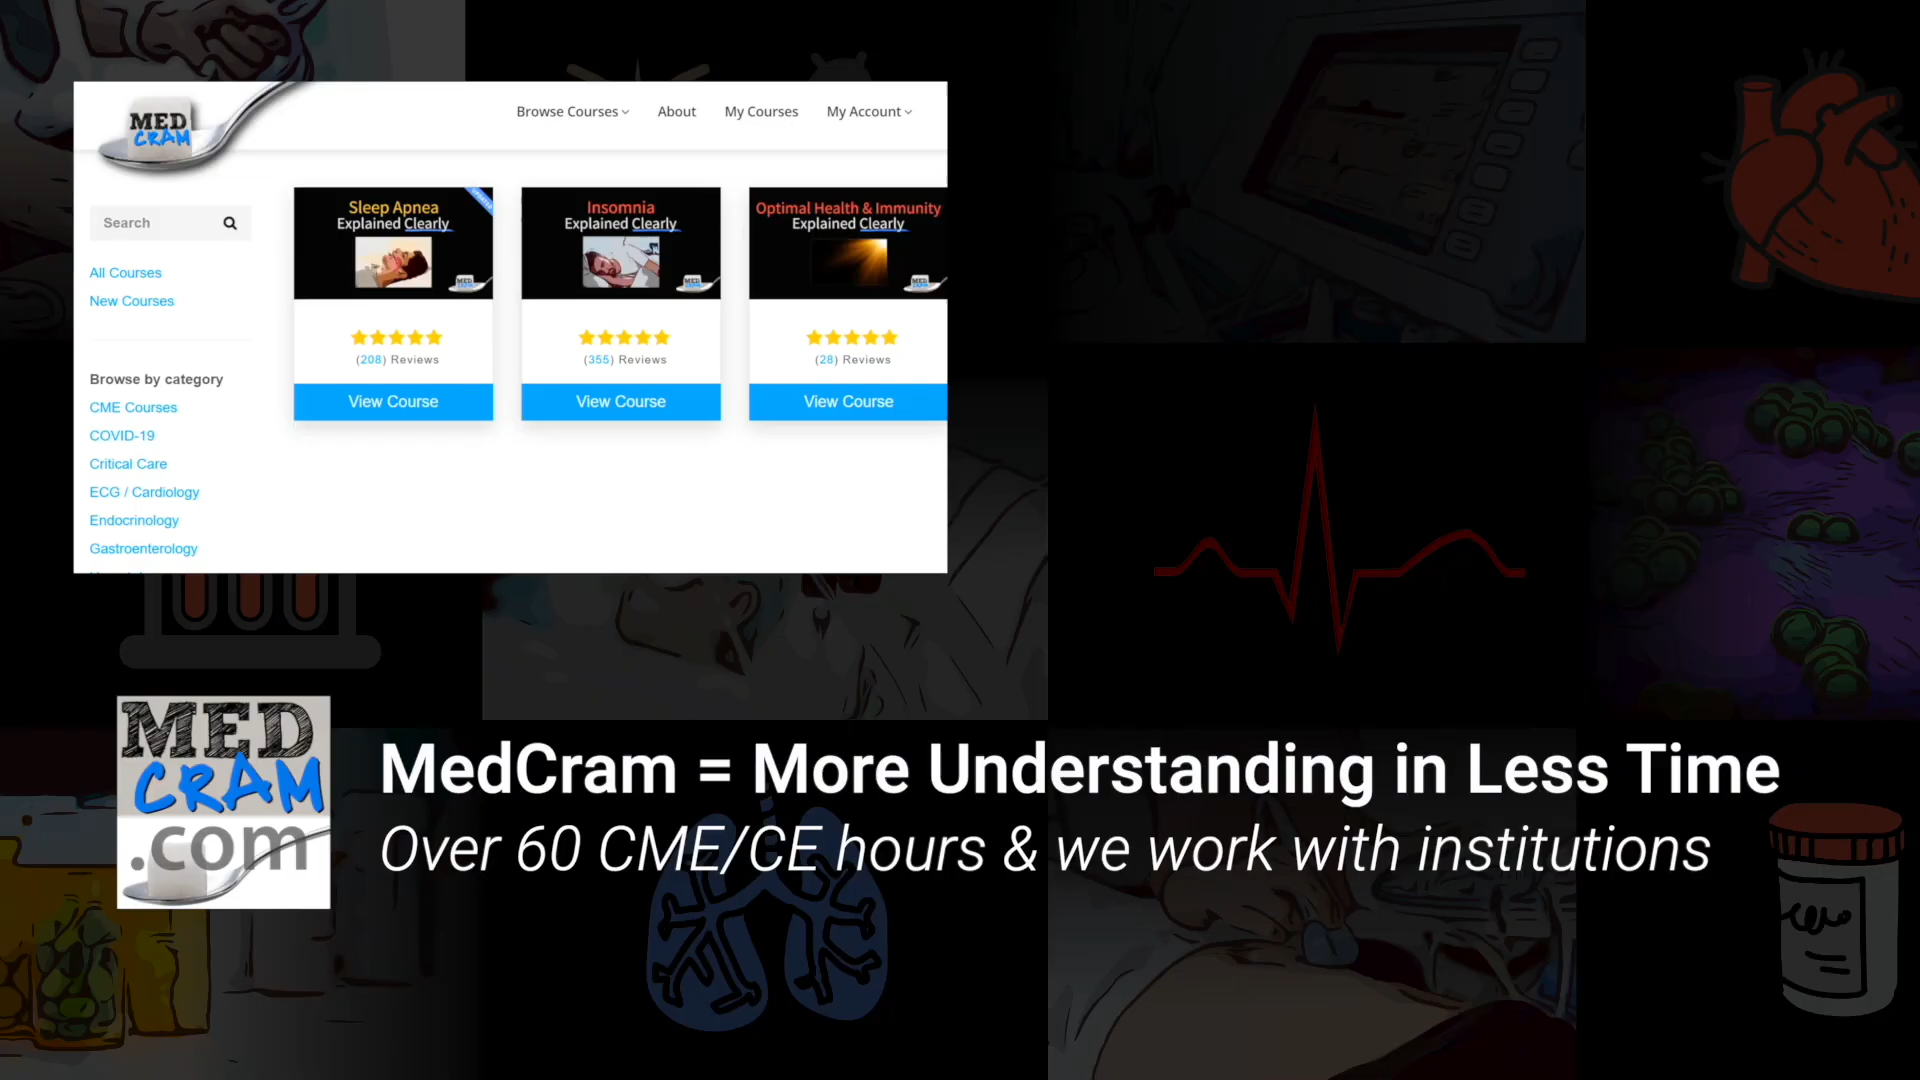 MED
CRAM
Browse Courses
About
My Courses
My Account
Search
All Courses
New Courses
Browse by category
CME Courses
COVID-19
Critical Care
ECG / Cardiology
Endocrinology
Gastroenterology
Sleep Apnea
Explained Clearly
MED
(208) Reviews
View Course
Insomnia
Explained Clearly
MED
(355) Reviews
View Course
Optimal Health & Immunity
Explained Clearly
MED
(28) Reviews
View Course
MED
CRAM
.com
MedCram = More Understanding in Less Time
Over 60 CME/CE hours & we work with institutions